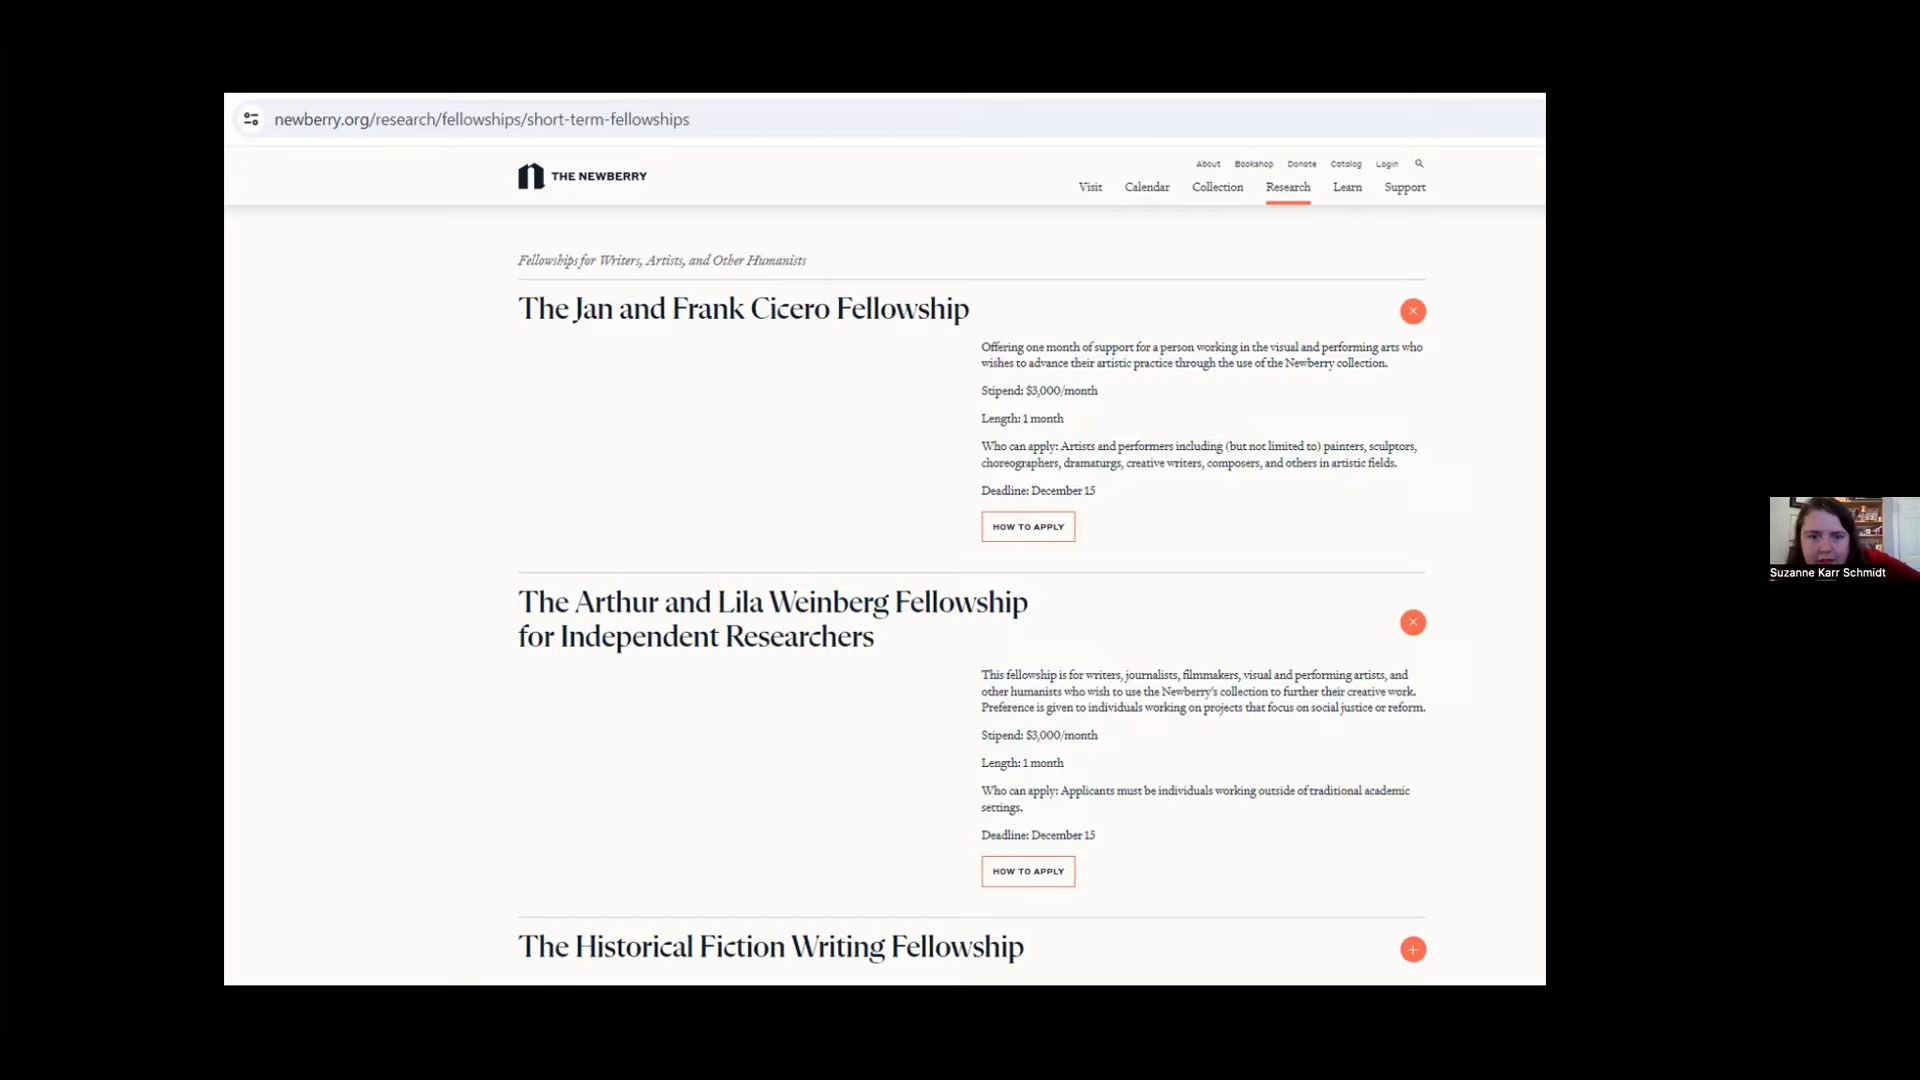 newberry.org/research/fellowships/short-term-fellowships
THE NEWBERRY
About Bookshop Donate Catalog Login
Visit Calendar Collection Research Learn Support
Fellowships for Writers, Artists, and Other Humanists
The Jan and Frank Cicero Fellowship
Offering one month of support for a person working in the visual and performing arts who
wishes to advance their artistic practice through the use of the Newberry collection.
Stipend: $3,000/month
Length: 1 month
Who can apply: Artists and performers including (but not limited to) painters, sculptors,
choreographers, dramaturgs, creative writers, composers, and others in artistic fields.
Deadline: December 15
HOW TO APPLY
The Arthur and Lila Weinberg Fellowship
for Independent Researchers
This fellowship is for writers, journalists, filmmakers, visual and performing artists, and
other humanists who wish to use the Newberry's collection to further their creative work.
Preference is given to individuals working on projects that focus on social justice or reform.
Stipend: $3,000/month
Length: 1 month
Who can apply: Applicants must be individuals working outside of traditional academic
settings.
Deadline: December 15
HOW TO APPLY
The Historical Fiction Writing Fellowship
Suzanne Karr Schmidt